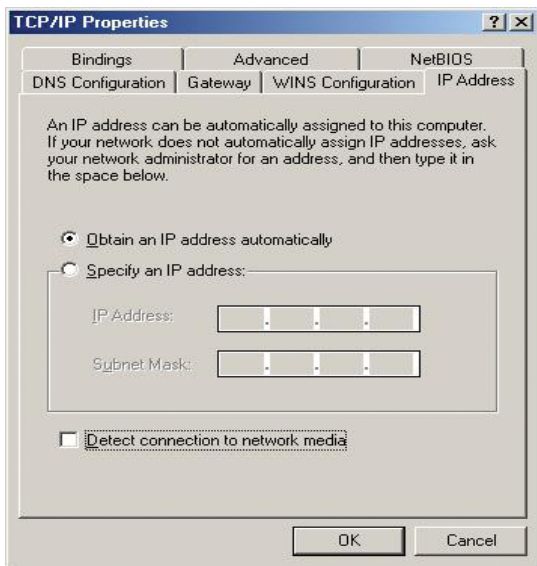 TCP/IP Properties
Bindings Advanced NetBIOS
DNS Configuration Gateway WINS Configuration IP Address
An IP address can be automatically assigned to this computer.
If your network does not automatically assign IP addresses, ask
your network administrator for an address, and then type it in
the space below.
Obtain an IP address automatically
Specify an IP address:
IP Address:
Subnet Mask:
Detect connection to network media
OK Cancel